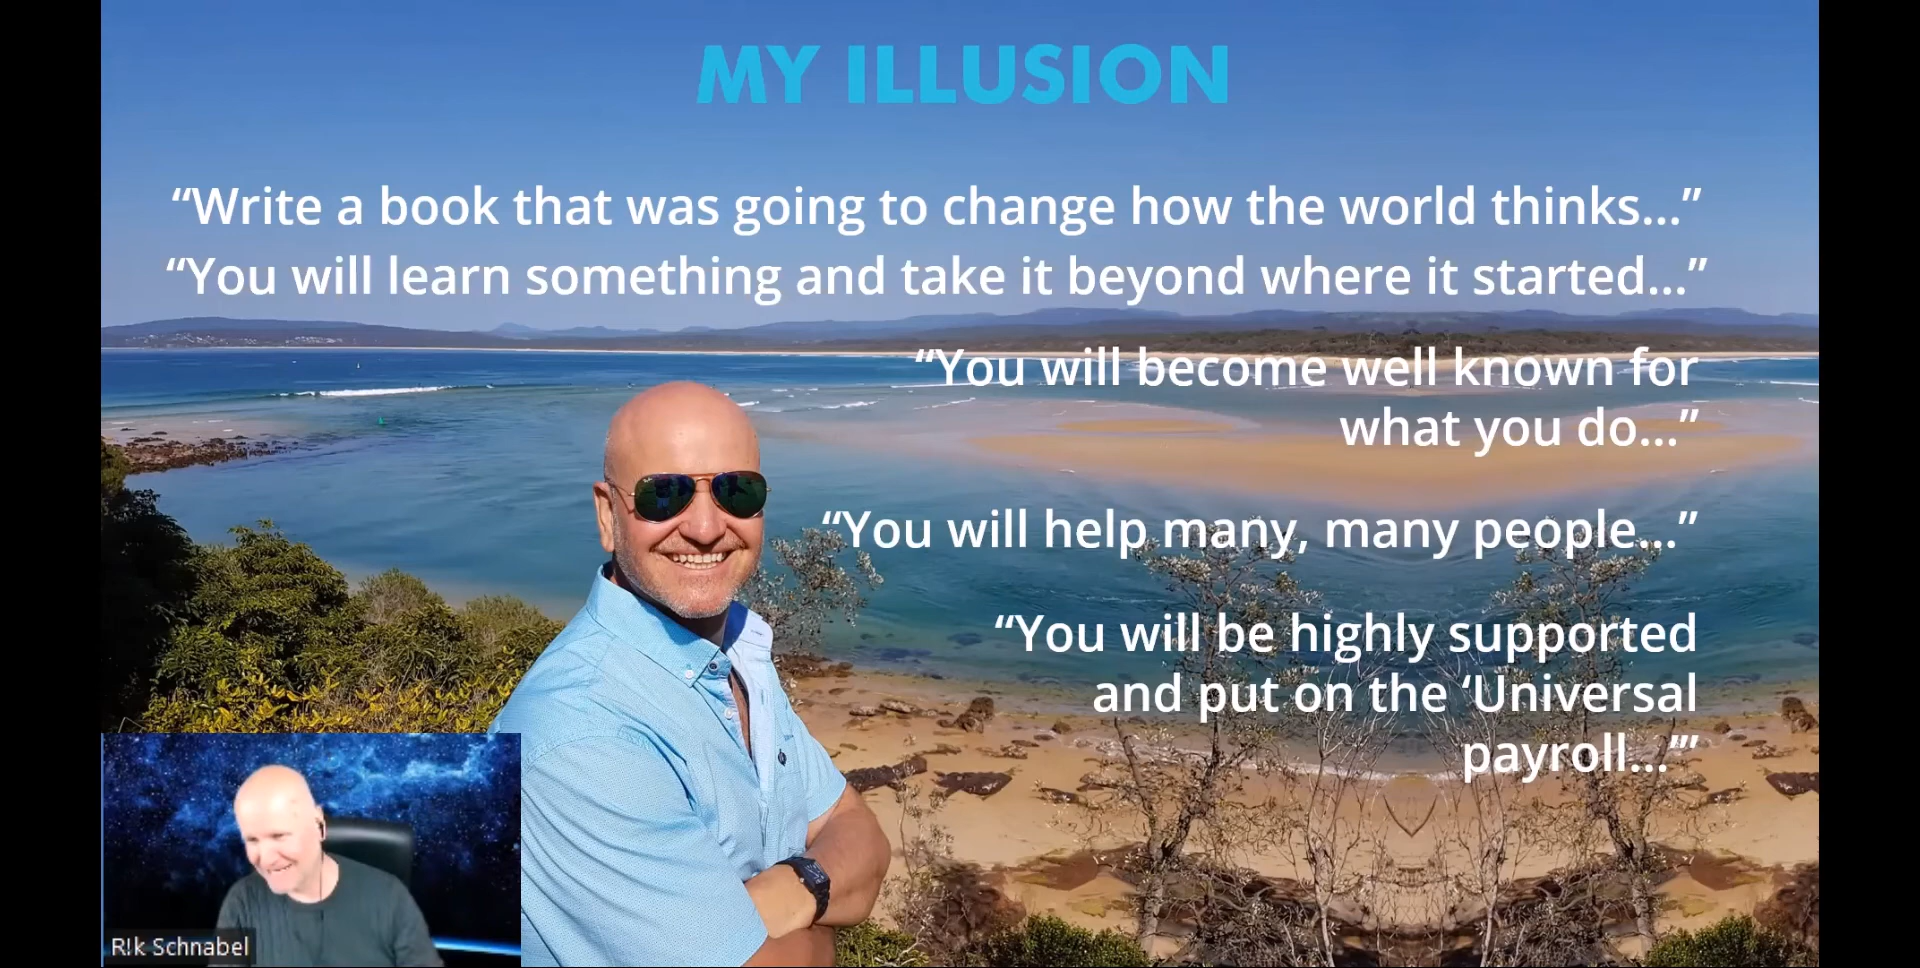 MY ILLUSION
“Write a book that was going to change how the world thinks...”
“You will learn something and take it beyond where it started...”
“You will become well known for
what you do...”
“You will help many, many people...”
“You will be highly supported
and put on the ‘Universal
payroll...’”
R!k Schnabel